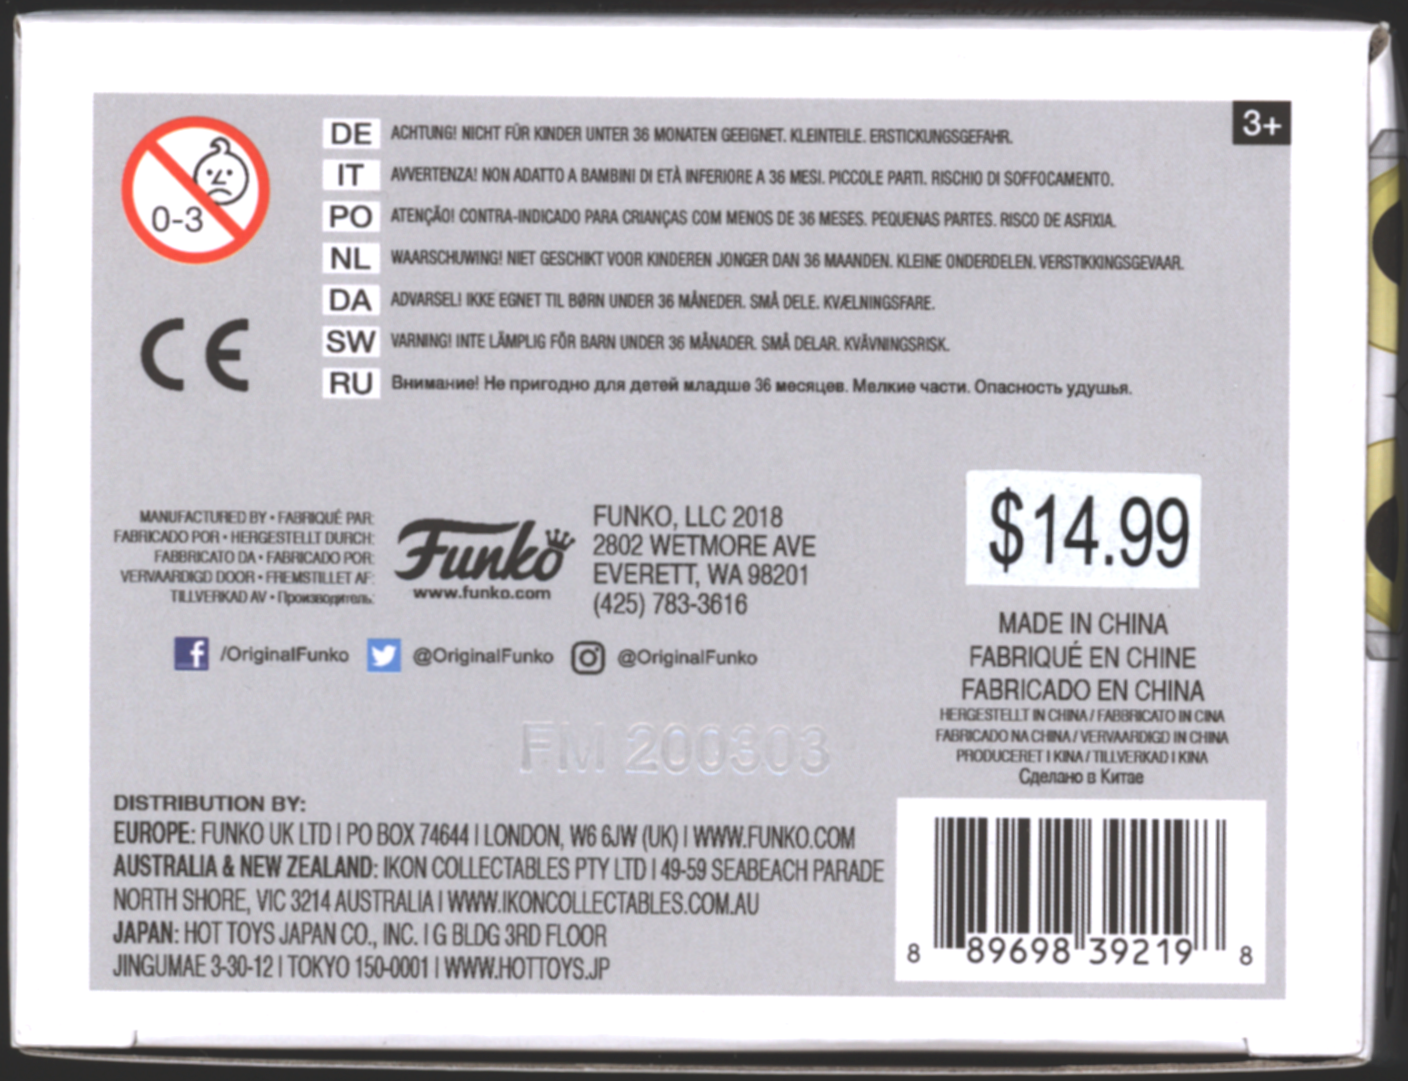 3+
0-3
DE ACHTUNG! NICHT FÜR KINDER UNTER 36 MONATEN GEEIGNET. KLEINTEILE. ERSTICKUNGSGEFAHR.
IT AVVERTENZA! NON ADATTO A BAMBINI DI ETÀ INFERIORE A 36 MESI. PICCOLE PARTI. RISCHIO DI SOFFOCAMENTO.
PO ATENÇÃO! CONTRA-INDICADO PARA CRIANÇAS COM MENOS DE 36 MESES. PEQUENAS PARTES. RISCO DE ASFIXIA.
NL WAARSCHUWING! NIET GESCHIKT VOOR KINDEREN JONGER DAN 36 MAANDEN. KLEINE ONDERDELEN. VERSTIKKINGSGEVAAR.
DA ADVARSEL! IKKE EGNET TIL BØRN UNDER 36 MÅNEDER. SMÅ DELE. KVÆLNINGSFARE.
SW VARNING! INTE LÄMPLIG FÖR BARN UNDER 36 MÅNADER. SMÅ DELAR. KVÄVNINGSRISK.
RU Внимание! Не пригодно для детей младше 36 месяцев. Мелкие части. Опасность удушья.
CE
MANUFACTURED BY • FABRIQUÉ PAR:
FABRICADO POR • HERGESTELLT DURCH:
FABBRICATO DA • FABRICADO POR:
VERVAARDIGD DOOR • FREMSTILLET AF:
TILLVERKAD AV • Производитель:
Funko
www.funko.com
FUNKO, LLC 2018
2802 WETMORE AVE
EVERETT, WA 98201
(425) 783-3616
/OriginalFunko @OriginalFunko @OriginalFunko
$14.99
MADE IN CHINA
FABRIQUÉ EN CHINE
FABRICADO EN CHINA
HERGESTELLT IN CHINA / FABBRICATO IN CINA
FABRICADO NA CHINA / VERVAARDIGD IN CHINA
PRODUCERET I KINA / TILLVERKAD I KINA
Сделано в Китае
FM 200303
DISTRIBUTION BY:
EUROPE: FUNKO UK LTD | PO BOX 74644 | LONDON, W6 6JW (UK) | WWW.FUNKO.COM
AUSTRALIA & NEW ZEALAND: IKON COLLECTABLES PTY LTD | 49-59 SEABEACH PARADE
NORTH SHORE, VIC 3214 AUSTRALIA | WWW.IKONCOLLECTABLES.COM.AU
JAPAN: HOT TOYS JAPAN CO., INC. | G BLDG 3RD FLOOR
JINGUMAE 3-30-12 | TOKYO 150-0001 | WWW.HOTTOYS.JP
8 89698 39219 8